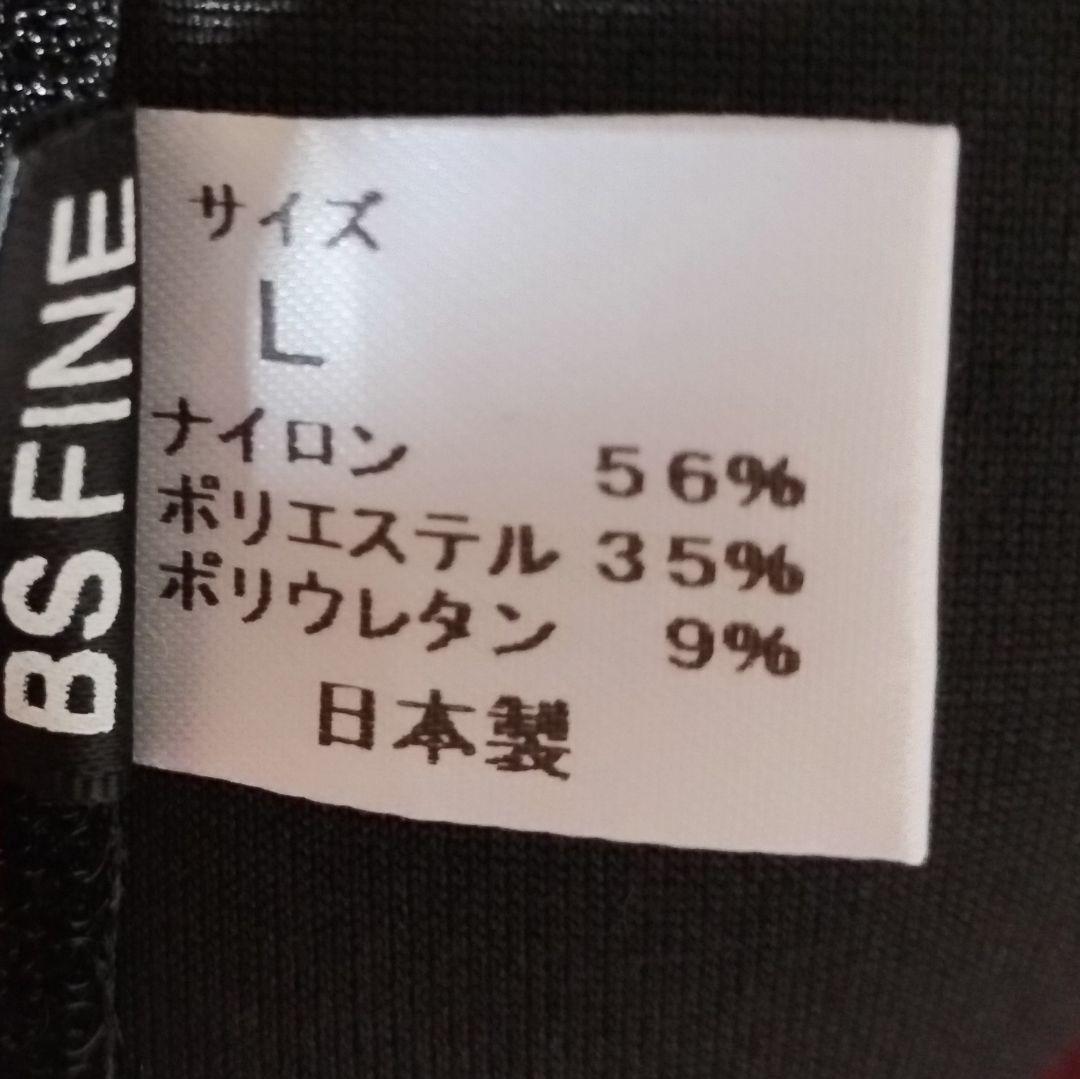 BS FINE
サイズ
L
ナイロン 56%
ポリエステル 35%
ポリウレタン 9%
日本製